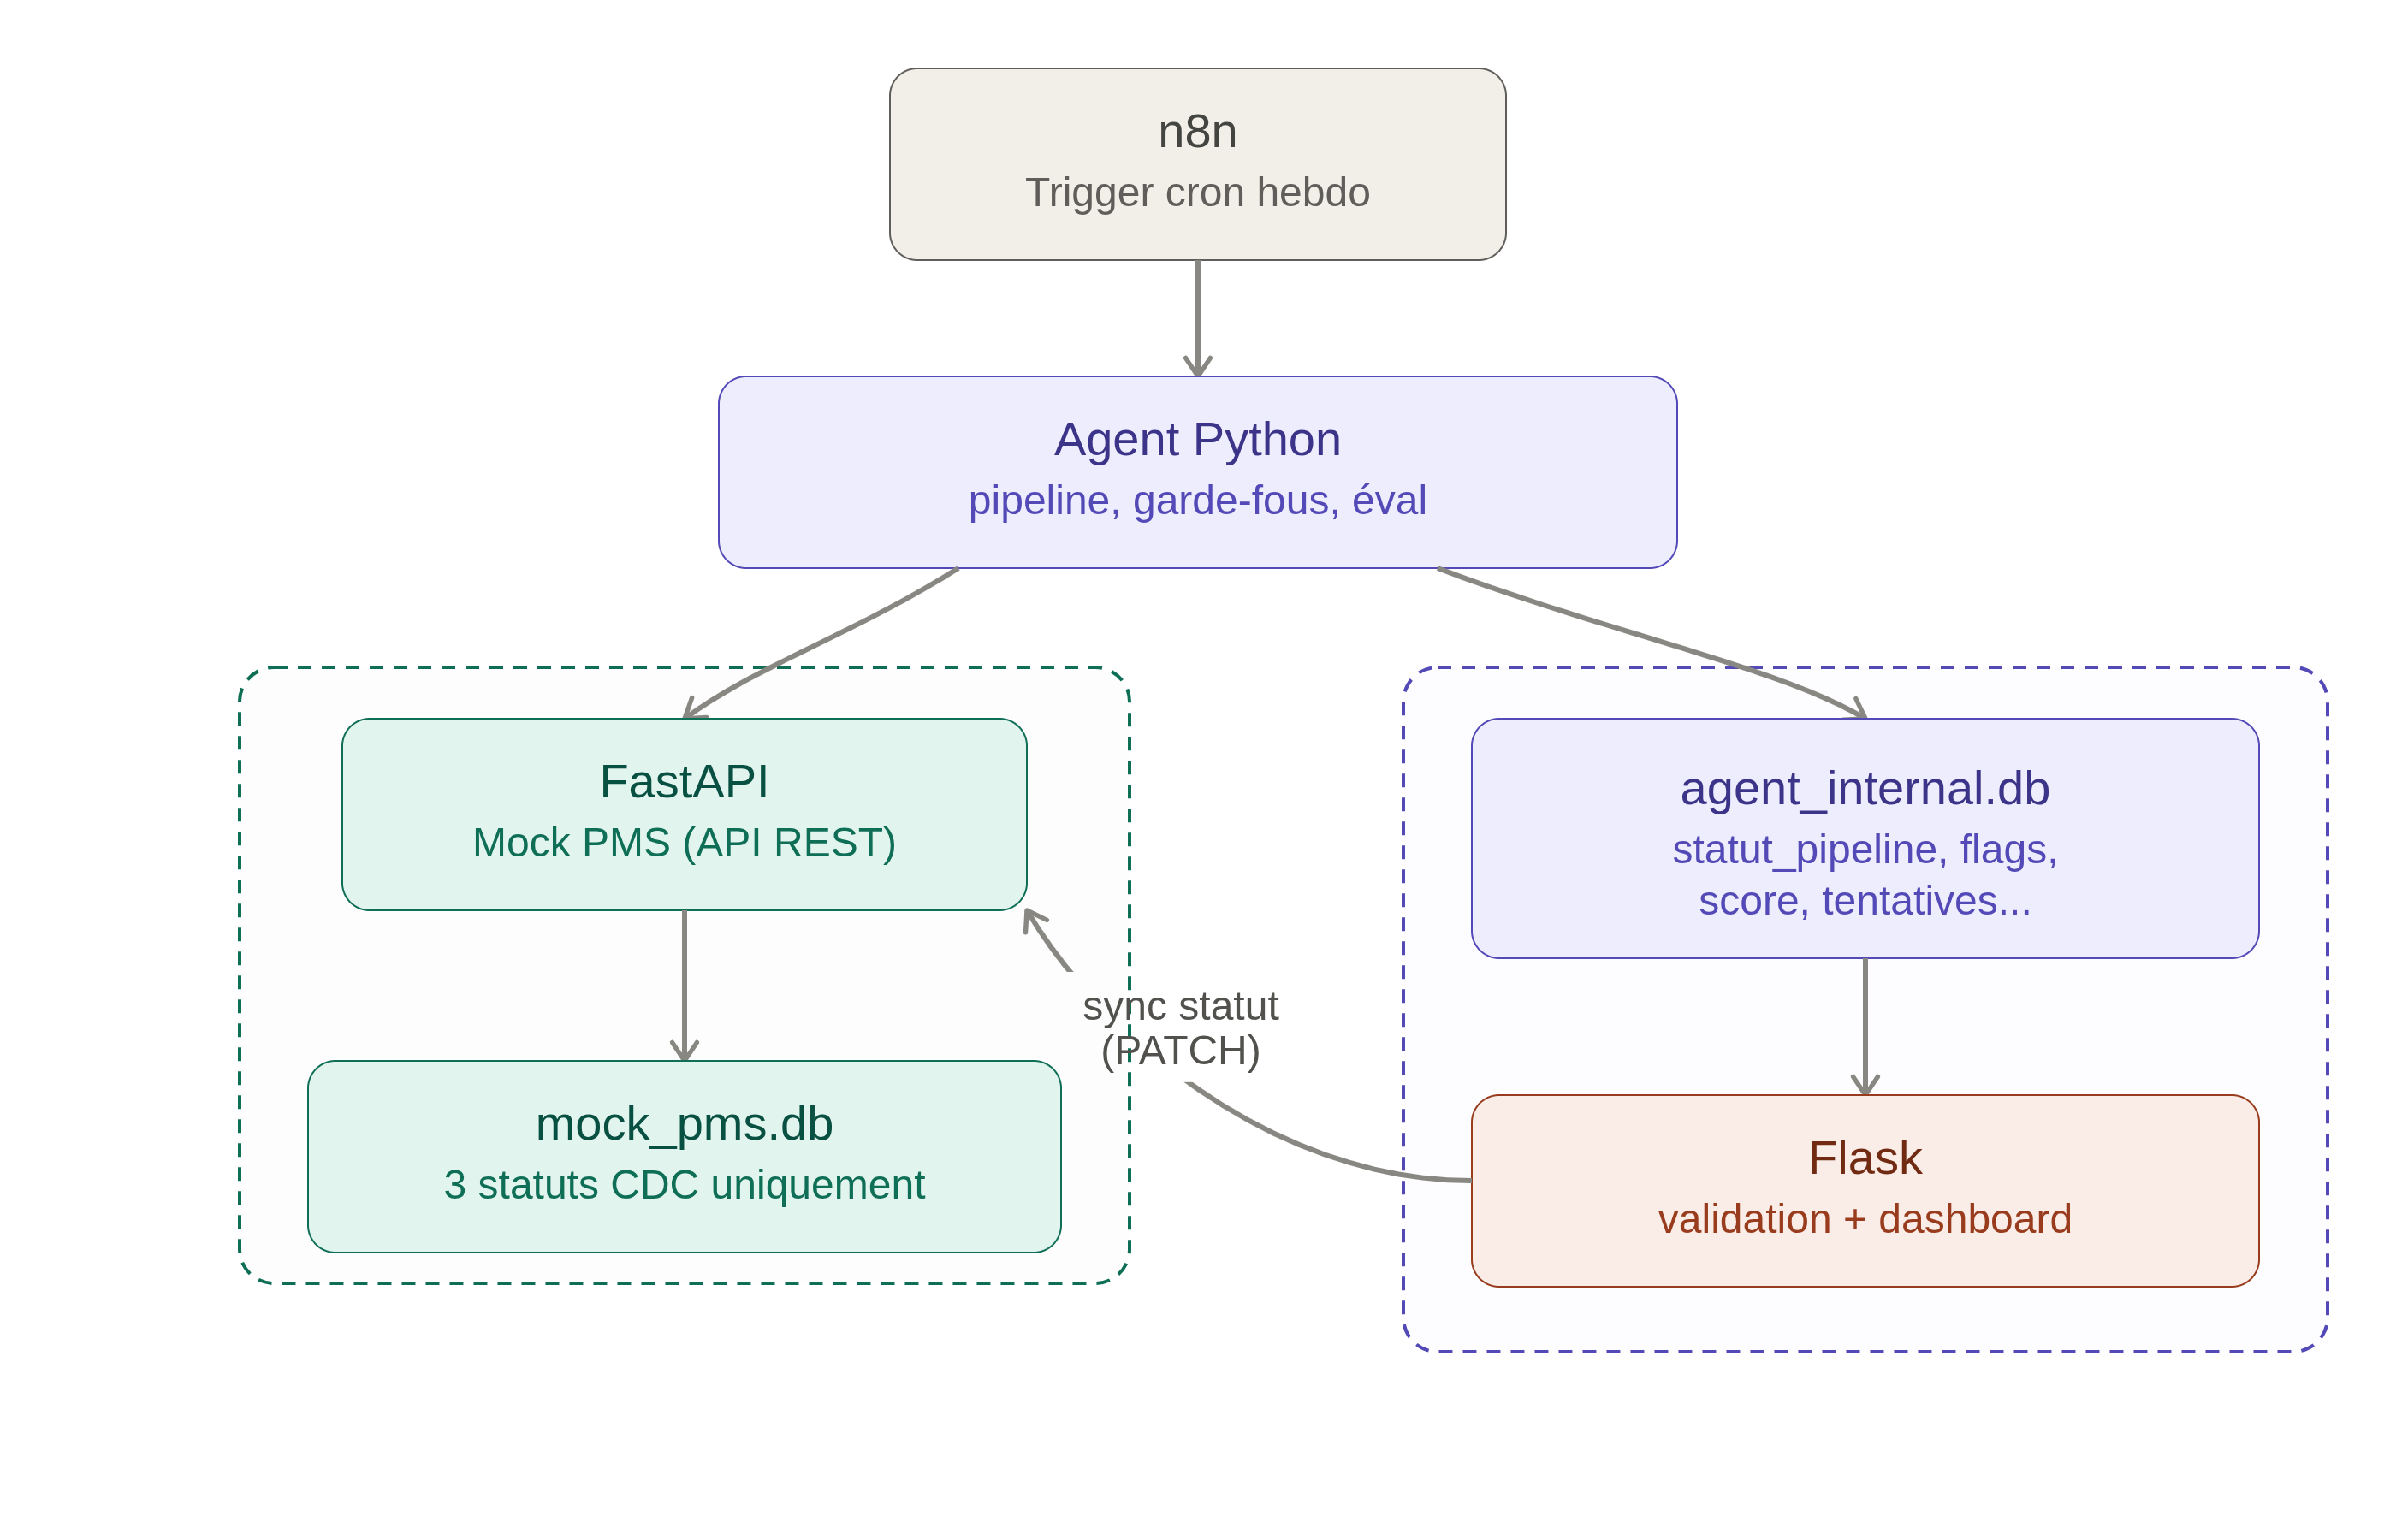 n8n
Trigger cron hebdo
Agent Python
pipeline, garde-fous, éval
FastAPI
Mock PMS (API REST)
agent_internal.db
statut_pipeline, flags,
score, tentatives...
sync statut
(PATCH)
mock_pms.db
3 statuts CDC uniquement
Flask
validation + dashboard